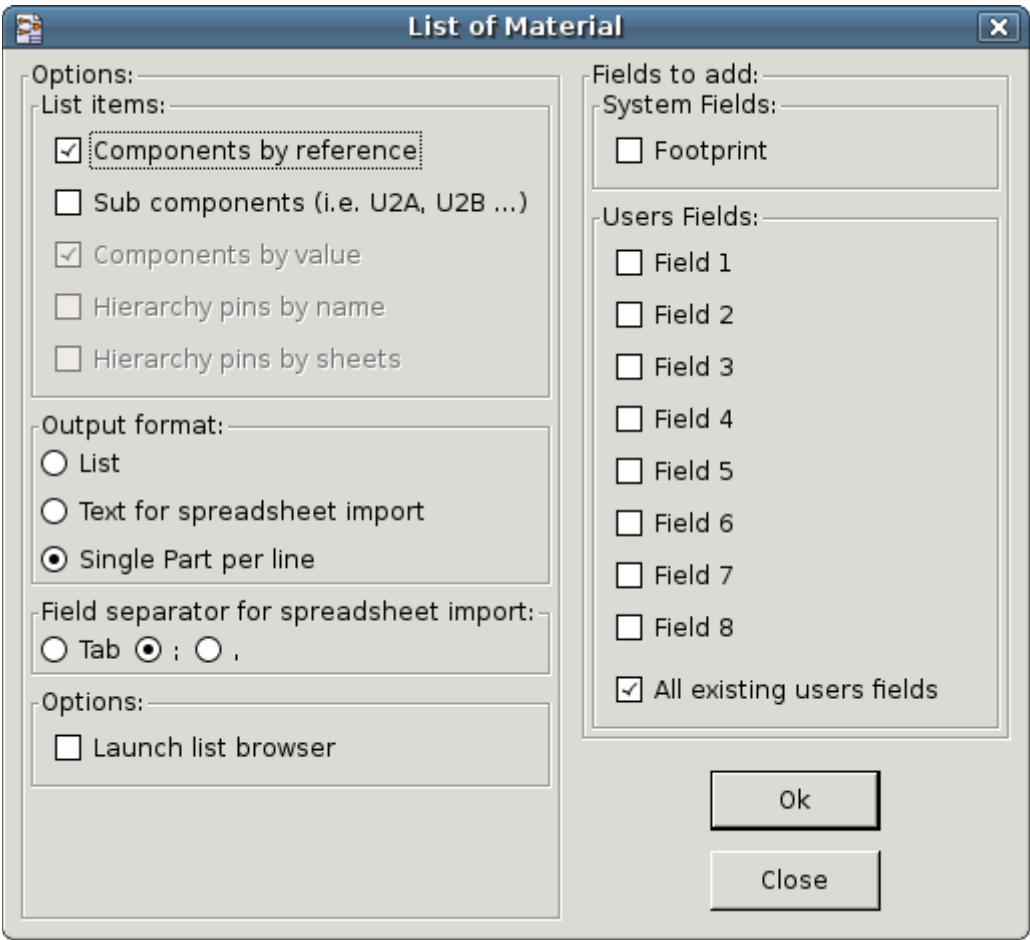 List of Material
Options:
List items:
Components by reference
Sub components (i.e. U2A, U2B ...)
Components by value
Hierarchy pins by name
Hierarchy pins by sheets
Output format:
List
Text for spreadsheet import
Single Part per line
Field separator for spreadsheet import:
Tab ; ,
Options:
Launch list browser
Fields to add:
System Fields:
Footprint
Users Fields:
Field 1
Field 2
Field 3
Field 4
Field 5
Field 6
Field 7
Field 8
All existing users fields
Ok
Close